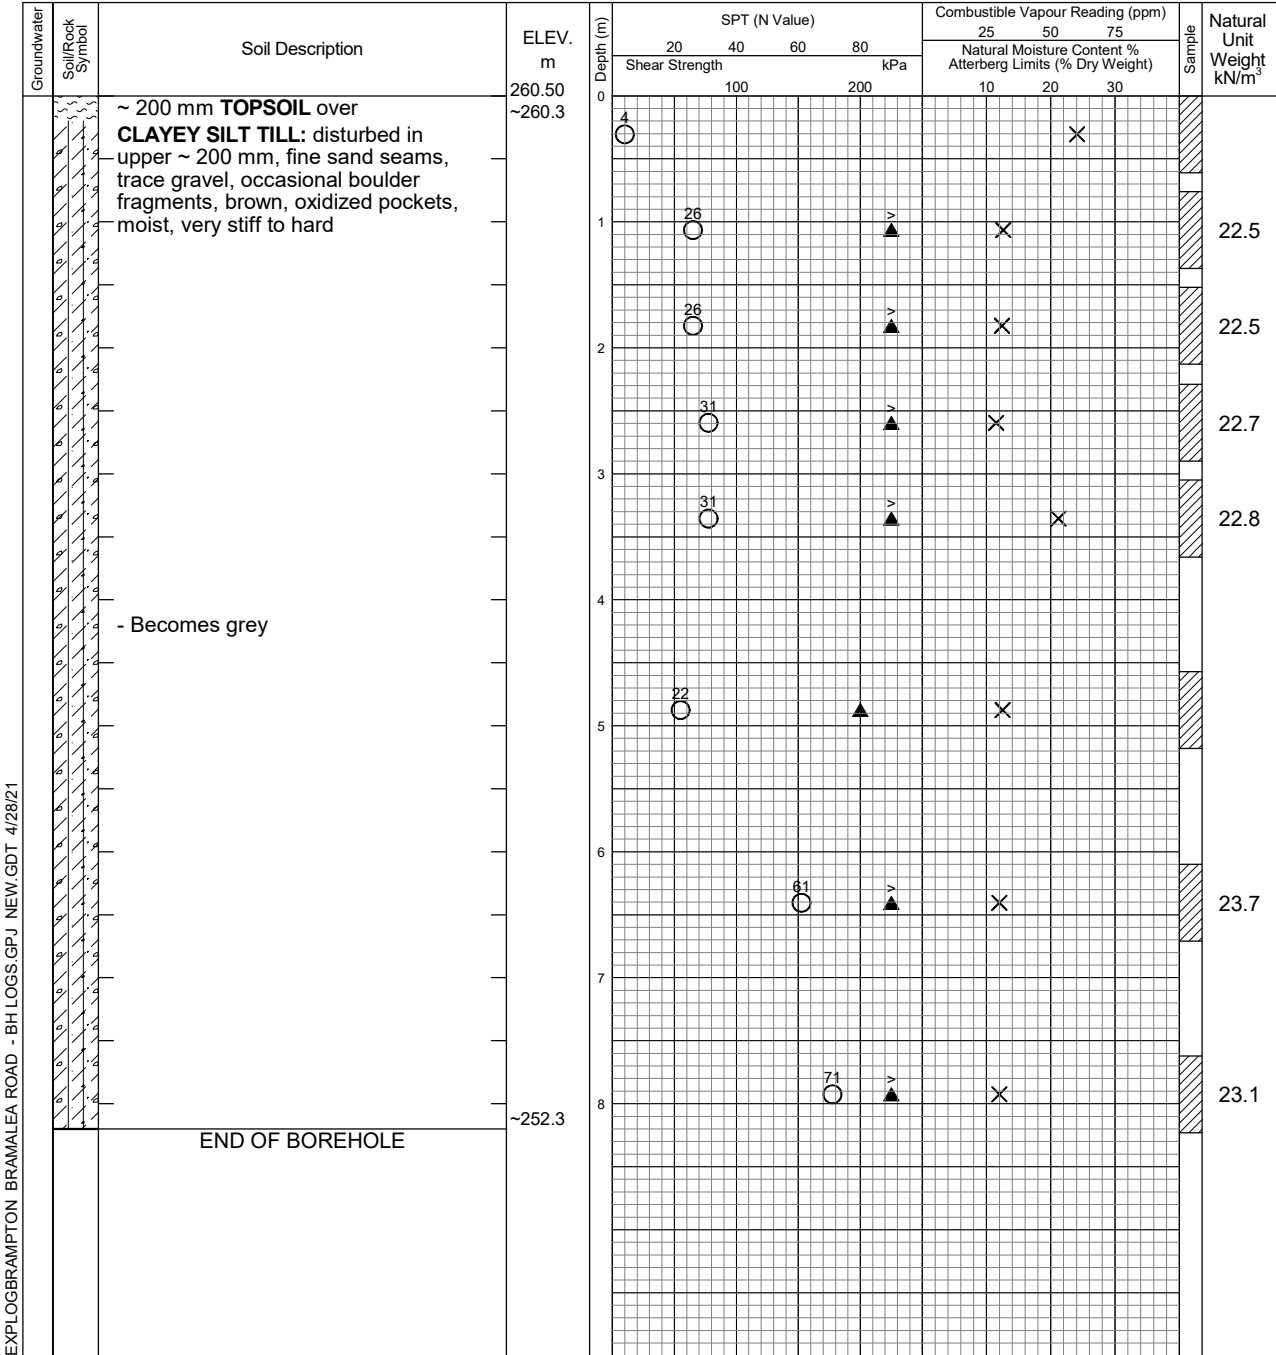 Groundwater
Soil/Rock
Symbol
Soil Description
ELEV.
m
260.50
Depth (m)
SPT (N Value)
20 40 60 80
Shear Strength kPa
100 200
Combustible Vapour Reading (ppm)
25 50 75
Natural Moisture Content %
Atterberg Limits (% Dry Weight)
10 20 30
Sample
Natural
Unit
Weight
kN/m3
0
~ 200 mm TOPSOIL over
~260.3
CLAYEY SILT TILL: disturbed in
upper ~ 200 mm, fine sand seams,
trace gravel, occasional boulder
fragments, brown, oxidized pockets,
moist, very stiff to hard
4
1
26
>
22.5
26
>
22.5
2
31
>
22.7
3
31
>
22.8
4
- Becomes grey
22
5
6
61
>
23.7
7
71
>
23.1
8
~252.3
END OF BOREHOLE
EXPLOGBRAMPTON BRAMALEA ROAD - BH LOGS.GPJ NEW.GDT 4/28/21